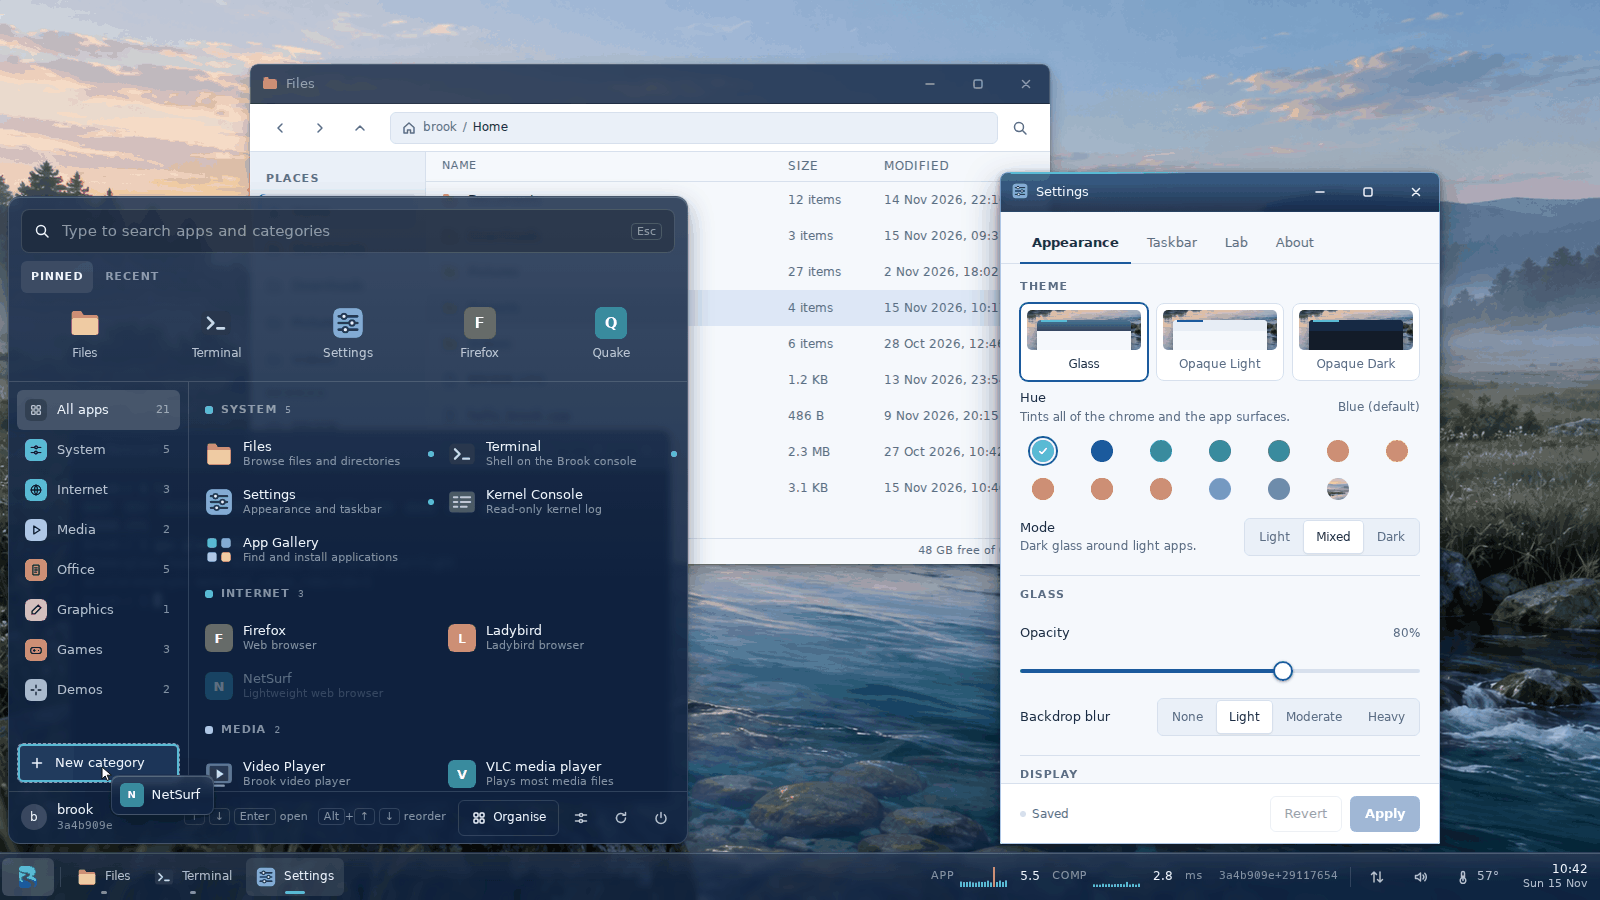 Files
brook / Home
PLACES
NAME SIZE MODIFIED
12 items 14 Nov 2026, 22:1
3 items 15 Nov 2026, 09:3
27 items 2 Nov 2026, 18:02
4 items 15 Nov 2026, 10:1
6 items 28 Oct 2026, 12:46
1.2 KB 13 Nov 2026, 23:5
486 B 9 Nov 2026, 20:15
2.3 MB 27 Oct 2026, 10:42
3.1 KB 15 Nov 2026, 10:4
48 GB free of
Type to search apps and categories Esc
PINNED RECENT
Files Terminal Settings Firefox Quake
F Q
All apps 21
System 5
Internet 3
Media 2
Office 5
Graphics 1
Games 3
Demos 2
+ New category
SYSTEM 5
Files
Browse files and directories
Terminal
Shell on the Brook console
Settings
Appearance and taskbar
Kernel Console
Read-only kernel log
App Gallery
Find and install applications
INTERNET 3
F Firefox
Web browser
L Ladybird
Ladybird browser
N NetSurf
Lightweight web browser
MEDIA 2
Video Player
Brook video player
V VLC media player
Plays most media files
N NetSurf
b brook
3a4b909e
↑ ↓ Enter open Alt+↑ ↓ reorder
Organise
Settings
Appearance Taskbar Lab About
THEME
Glass Opaque Light Opaque Dark
Hue
Tints all of the chrome and the app surfaces.
Blue (default)
Mode
Dark glass around light apps.
Light Mixed Dark
GLASS
Opacity 80%
Backdrop blur None Light Moderate Heavy
DISPLAY
Saved Revert Apply
Files Terminal Settings
APP 5.5 COMP 2.8 ms 3a4b909e+29117654 57° 10:42
Sun 15 Nov